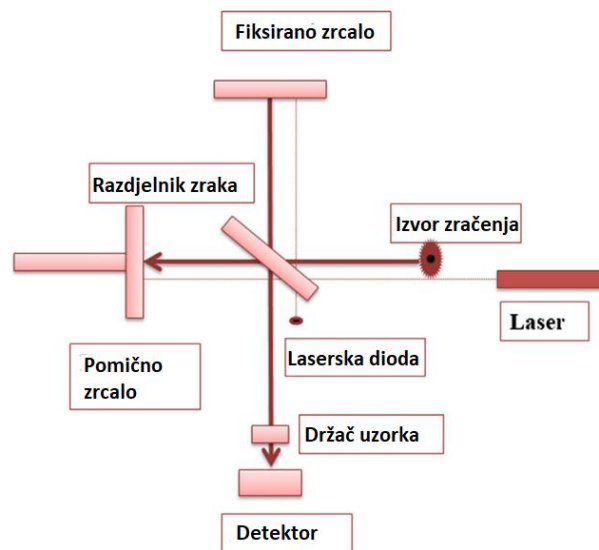 Fiksirano zrcalo
Razdjelnik zraka
Izvor zračenja
Laser
Pomično
zrcalo
Laserska dioda
Držač uzorka
Detektor